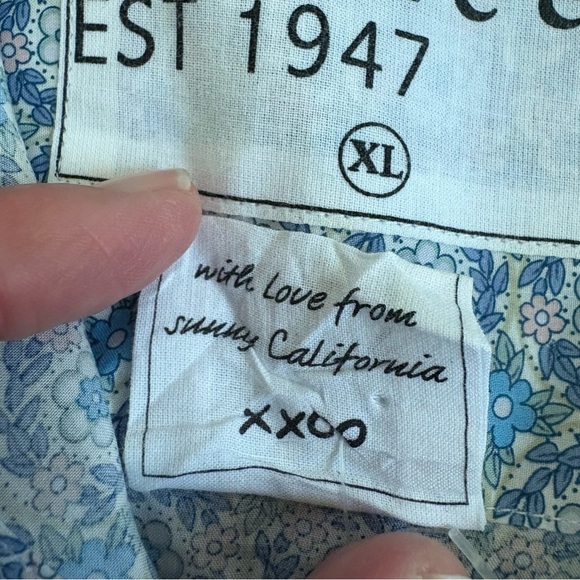 EST 1947
XL
with love from
sunny California
xxoo